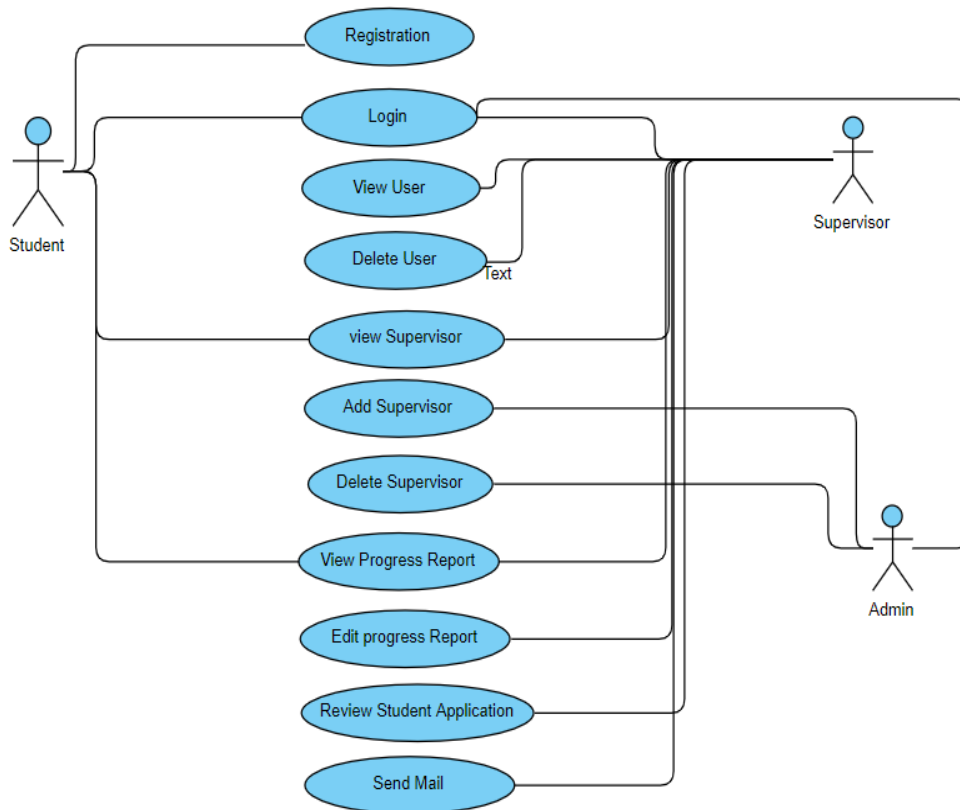 Registration
Login
View User
Student
Supervisor
Delete User
Text
view Supervisor
Add Supervisor
Delete Supervisor
View Progress Report
Admin
Edit progress Report
Review Student Application
Send Mail